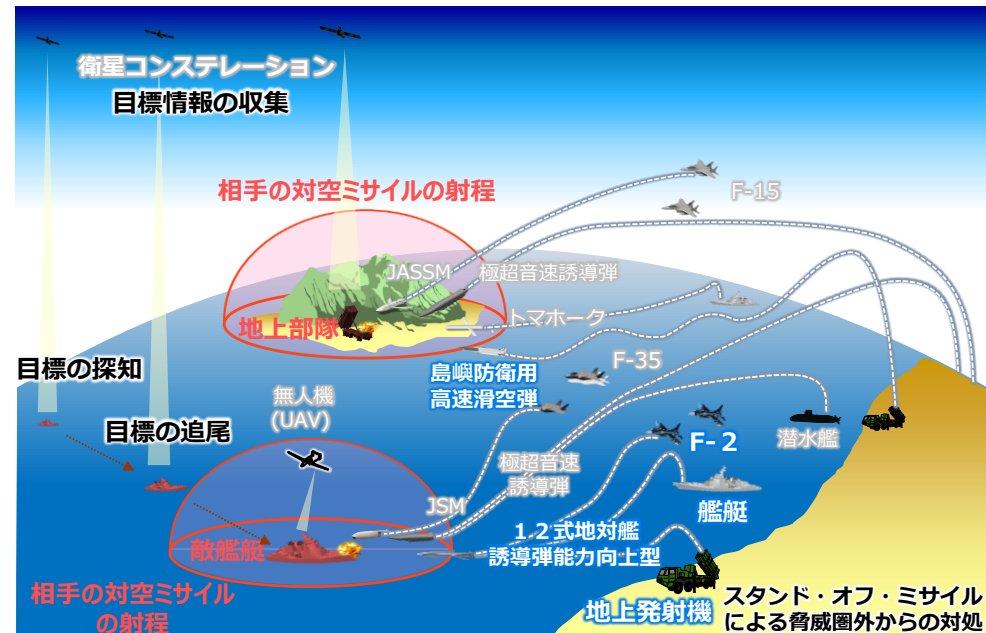 衛星コンステレーション
目標情報の収集
相手の対空ミサイルの射程
F-15
JASSM
極超音速誘導弾
地上部隊
トマホーク
目標の探知
島嶼防衛用
高速滑空弾
F-35
無人機
(UAV)
目標の追尾
F-2
潜水艦
極超音速
誘導弾
JSM
艦艇
敵艦艇
12式地対艦
誘導弾能力向上型
相手の対空ミサイル
の射程
地上発射機
スタンド・オフ・ミサイル
による脅威圏外からの対処